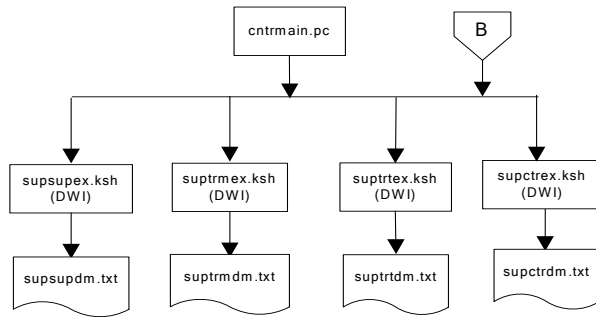 cntrmain.pc
B
supsupex.ksh
(DWI)
suptrmex.ksh
(DWI)
suptrtex.ksh
(DWI)
supctrex.ksh
(DWI)
supsupdm.txt
suptrmdm.txt
suptrtdm.txt
supctrdm.txt